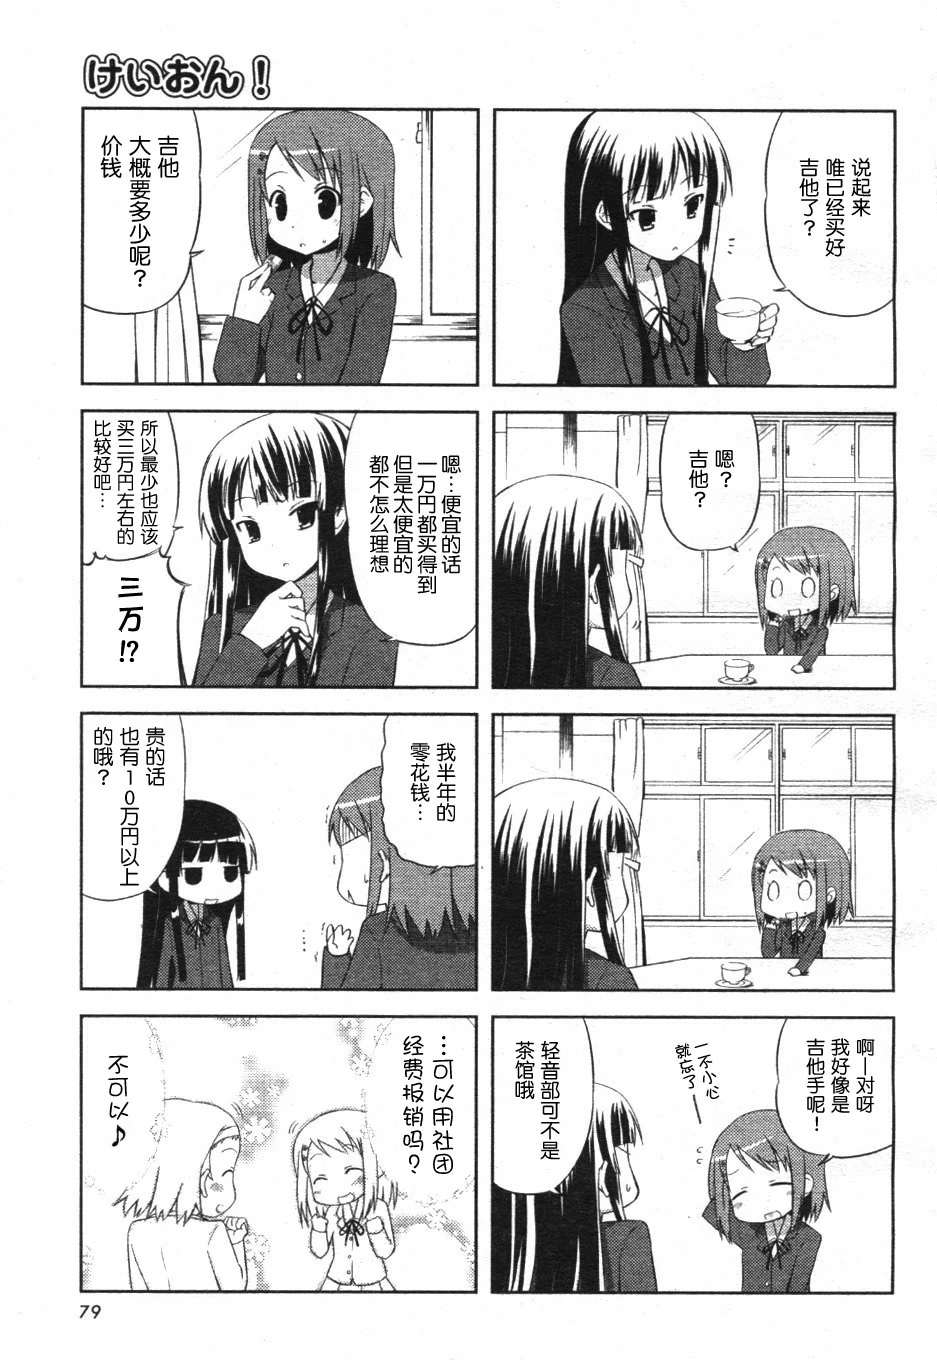 けいおん！
说起来
唯已经买好
吉他了？
嗯？
吉他？
啊—对呀
我好像是
吉他手呢！
一不小心
就忘了—
轻音部可不是
茶馆哦
吉他
大概要多少呢？
价钱
嗯…便宜的话
一万円都买得到
但是太便宜的
都不怎么理想
所以最少也应该
买三万円左右的
比较好吧…
三万!?
我半年的
零花钱…
贵的话
也有10万円以上
的哦？
…可以用社团
经费报销吗？
不可以♪
79